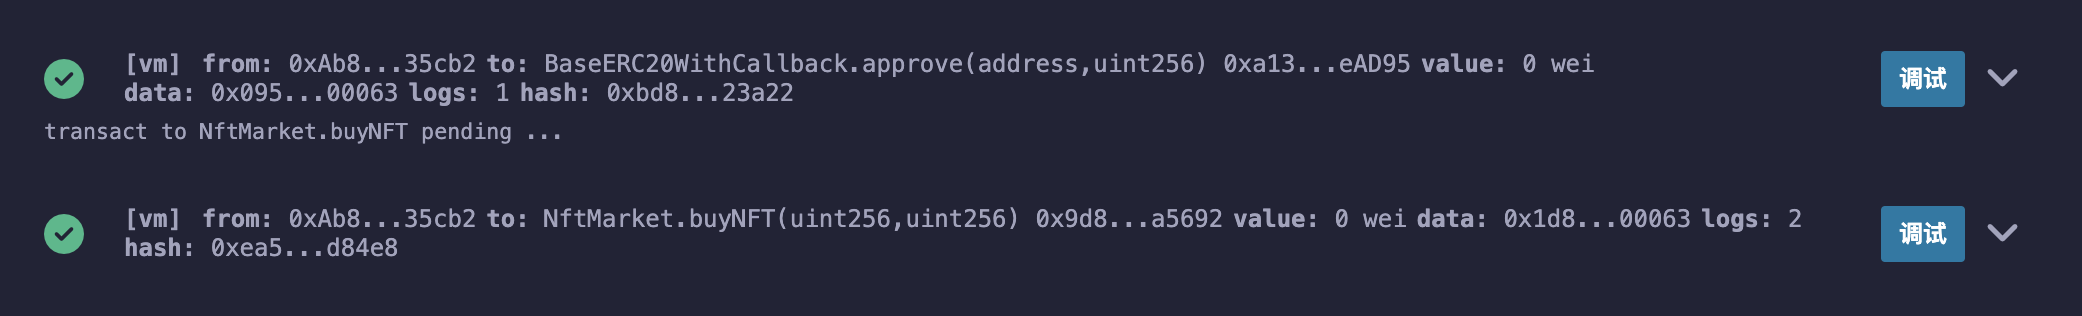 [vm] from: 0xAb8...35cb2 to: BaseERC20WithCallback.approve(address,uint256) 0xa13...eAD95 value: 0 wei
data: 0x095...00063 logs: 1 hash: 0xbd8...23a22
调试
transact to NftMarket.buyNFT pending ...
[vm] from: 0xAb8...35cb2 to: NftMarket.buyNFT(uint256,uint256) 0x9d8...a5692 value: 0 wei data: 0x1d8...00063 logs: 2
hash: 0xea5...d84e8
调试